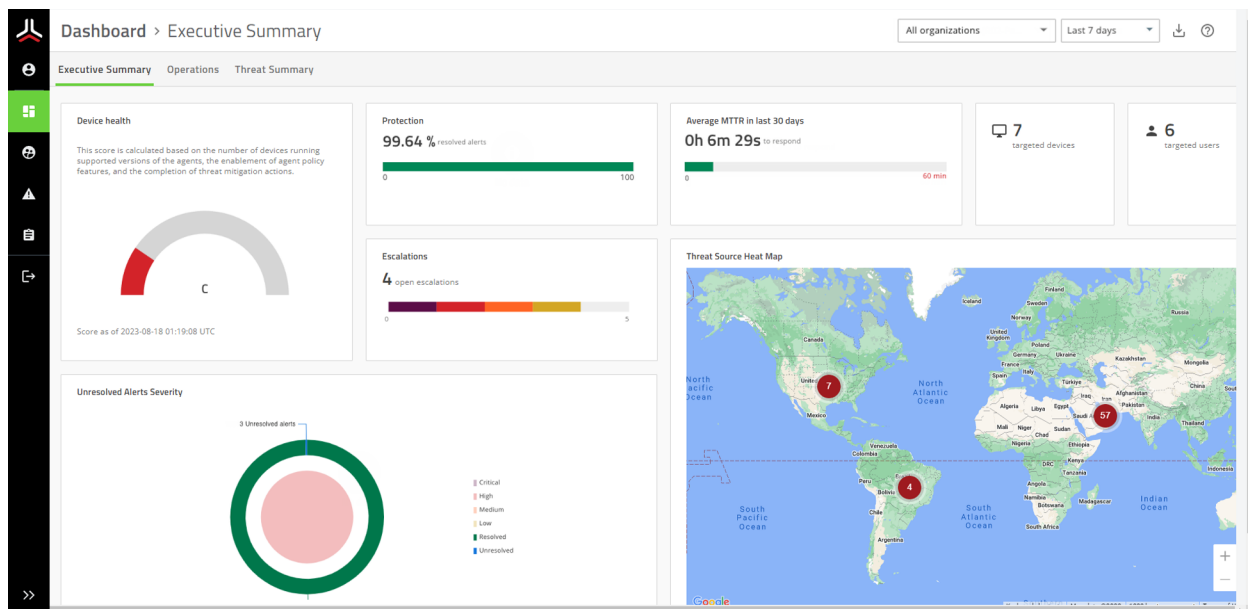 Dashboard > Executive Summary
All organizations
Last 7 days
Executive Summary Operations Threat Summary
Device health
This score is calculated based on the number of devices running
supported versions of the agents, the enablement of agent policy
features, and the completion of threat mitigation actions.
C
Score as of 2023-08-18 01:19:08 UTC
Protection
99.64 % resolved alerts
0 100
Average MTTR in last 30 days
0h 6m 29s to respond
0 60 min
7
targeted devices
6
targeted users
Escalations
4 open escalations
0 5
Unresolved Alerts Severity
3 Unresolved alerts
Critical
High
Medium
Low
Resolved
Unresolved
Threat Source Heat Map
Finland
Iceland
Sweden
Norway
Russia
United
Kingdom
Canada
Poland
Germany
Ukraine
Kazakhstan
Mongolia
France
Italy
Spain
Türkiye
Afghanistan
China
Iraq
Iran
Pakistan
North
Atlantic
Ocean
7
57
Algeria
Libya
Egypt
India
Mexico
Mali
Niger
Chad
Sudan
Thailand
Nigeria
Ethiopia
Venezuela
Colombia
DRC
Kenya
Tanzania
Indonesia
Peru
4
Angola
Namibia
Botswana
Madagascar
Chile
South
Pacific
Ocean
South
Atlantic
Ocean
Indian
Ocean
South Africa
Argentina
Google